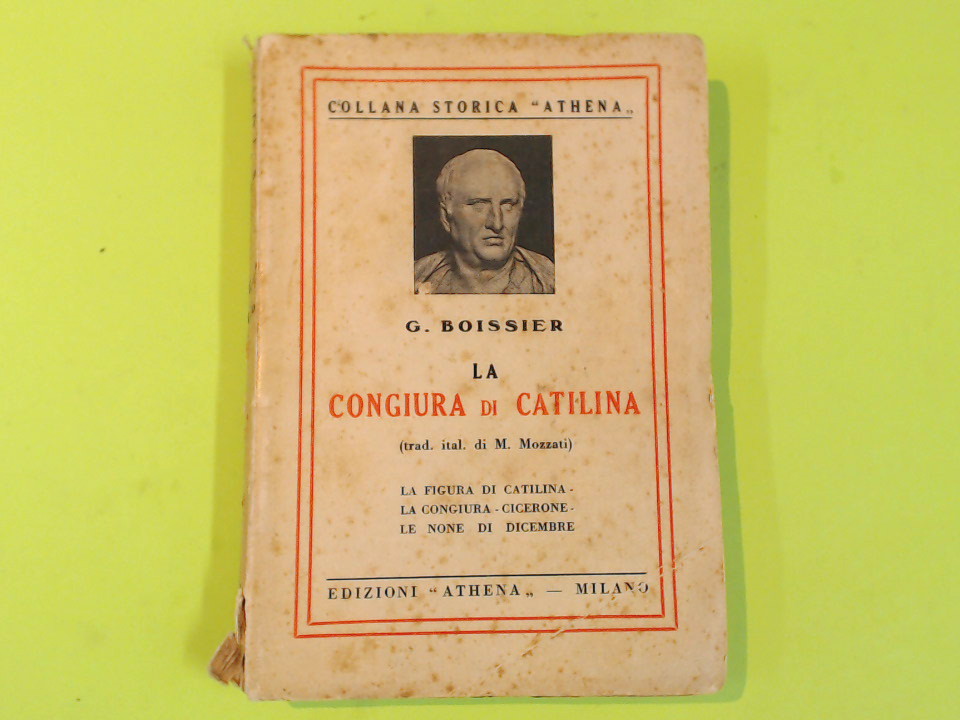 COLLANA STORICA "ATHENA„
G. BOISSIER
LA
CONGIURA DI CATILINA
(trad. ital. di M. Mozzati)
LA FIGURA DI CATILINA -
LA CONGIURA - CICERONE -
LE NONE DI DICEMBRE
EDIZIONI "ATHENA„ — MILANO